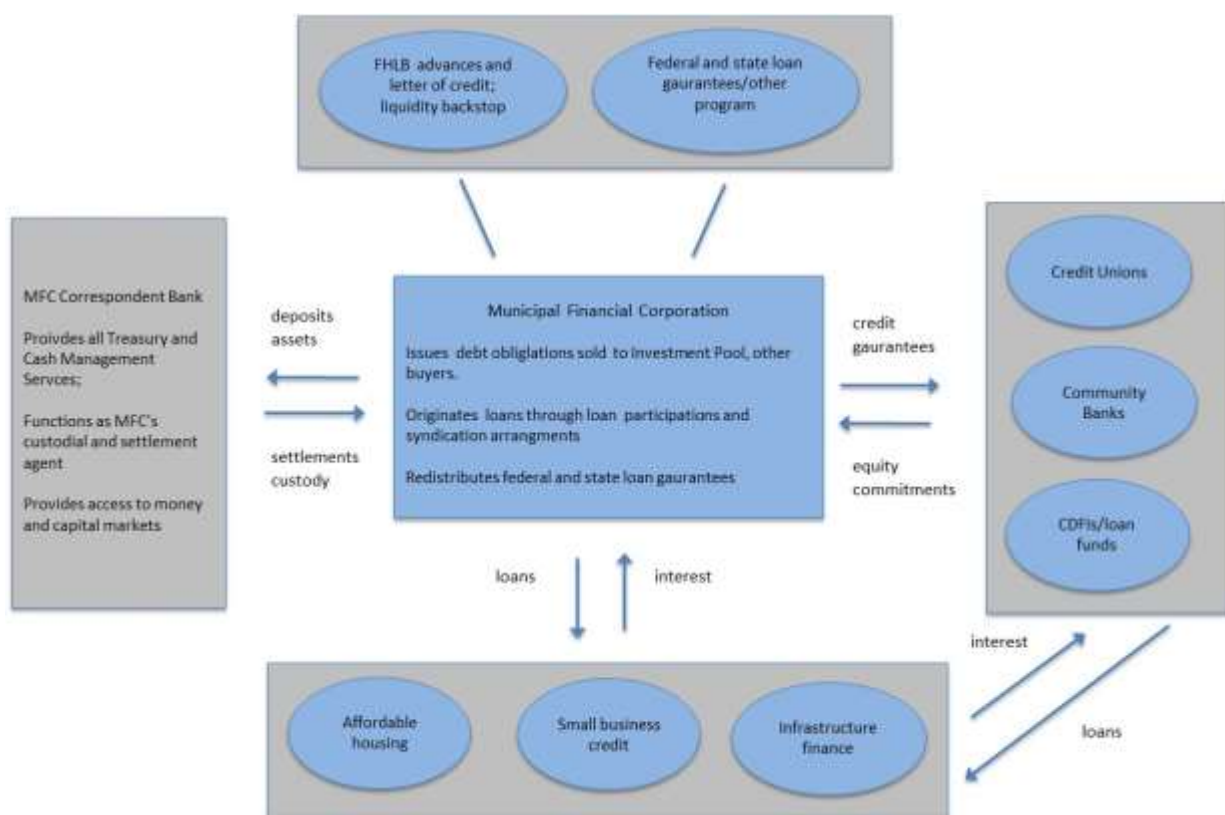 FHLB advances and
letter of credit;
liquidity backstop
Federal and state loan
gaurantees/other
program
MFC Correspondent Bank
Proivdes all Treasury and
Cash Management
Servces;
Functions as MFC's
custodial and settlement
agent
Provides access to money
and capital markets
deposits
assets
settlements
custody
Municipal Financial Corporation
Issues debt obliglations sold to Investment Pool, other
buyers.
Originates loans through loan participations and
syndication arrangments
Redistributes federal and state loan gaurantees
credit
gaurantees
equity
commitments
Credit Unions
Community
Banks
CDFIs/loan
funds
loans
interest
interest
loans
Affordable
housing
Small business
credit
Infrastructure
finance